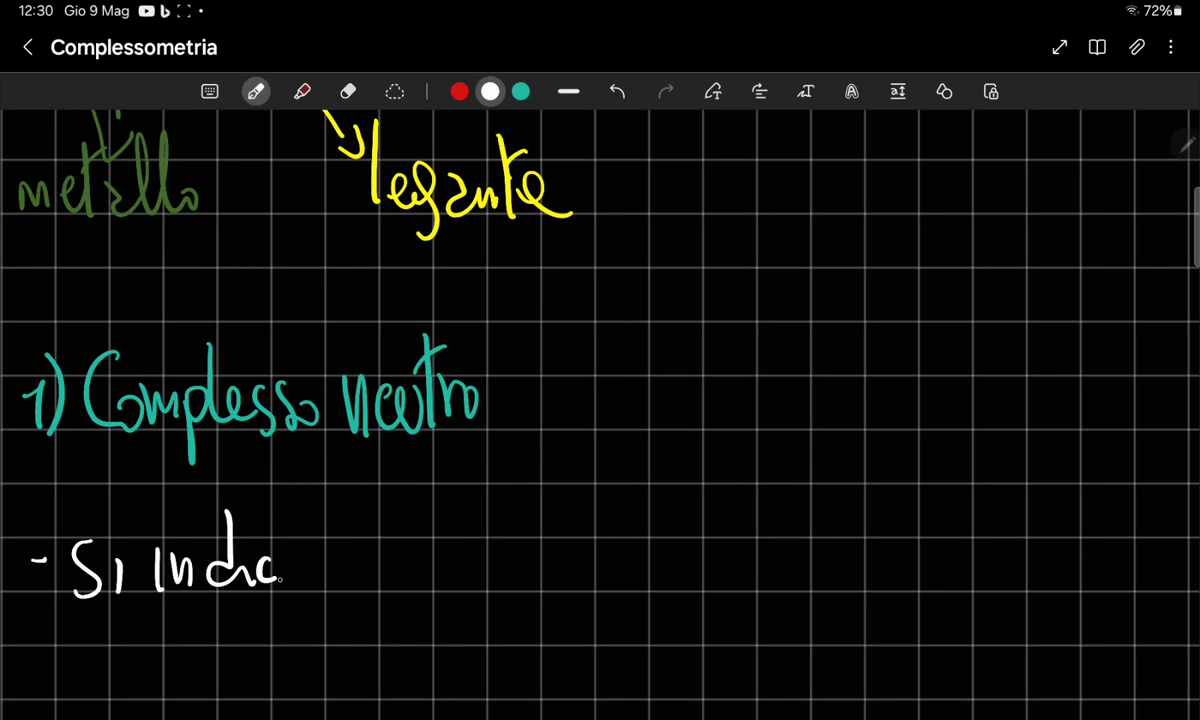 12:30 Gio 9 Mag 72%
Complessometria
metallo legante
1) Complesso neutro
- Si indic